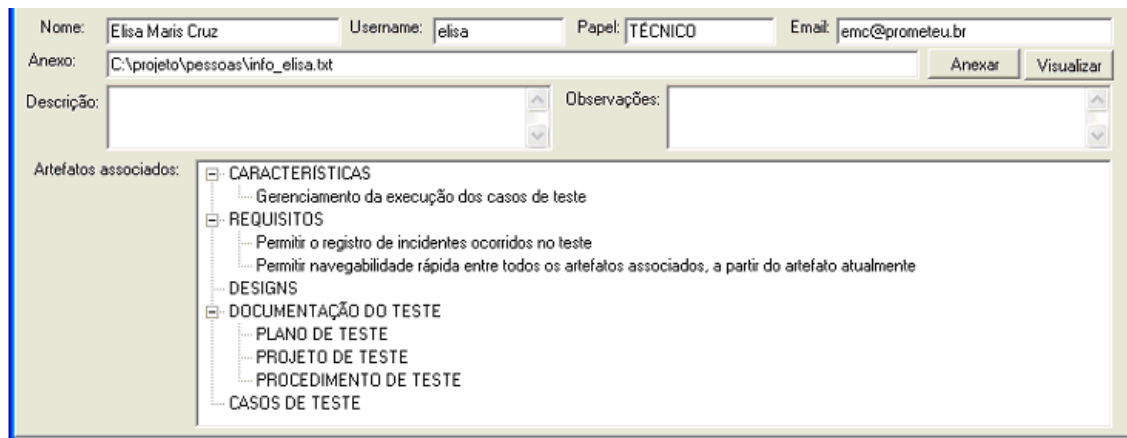 Nome: Elisa Maris Cruz Username: elisa Papel: TÉCNICO Email: emc@prometeu.br
Anexo: C:\projeto\pessoas\info_elisa.txt Anexar Visualizar
Descrição: Observações:
Artefatos associados:
CARACTERÍSTICAS
Gerenciamento da execução dos casos de teste
REQUISITOS
Permitir o registro de incidentes ocorridos no teste
Permitir navegabilidade rápida entre todos os artefatos associados, a partir do artefato atualmente
DESIGNS
DOCUMENTAÇÃO DO TESTE
PLANO DE TESTE
PROJETO DE TESTE
PROCEDIMENTO DE TESTE
CASOS DE TESTE